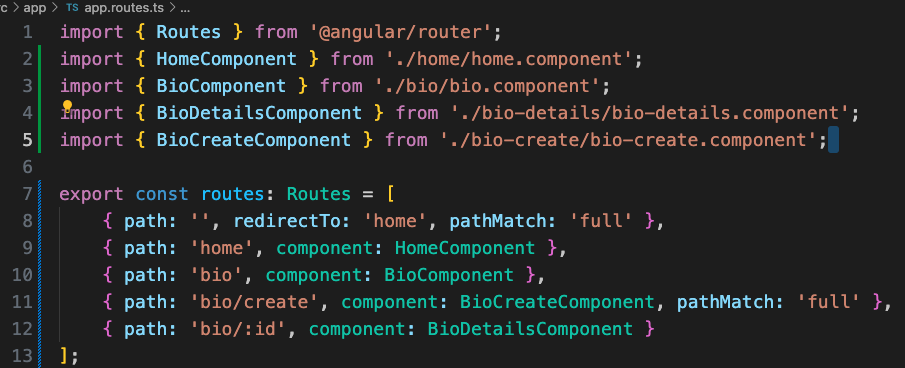 rc > app > TS app.routes.ts > ...
1 import { Routes } from '@angular/router';
2 import { HomeComponent } from './home/home.component';
3 import { BioComponent } from './bio/bio.component';
4 import { BioDetailsComponent } from './bio-details/bio-details.component';
5 import { BioCreateComponent } from './bio-create/bio-create.component';
6
7 export const routes: Routes = [
8     { path: '', redirectTo: 'home', pathMatch: 'full' },
9     { path: 'home', component: HomeComponent },
10     { path: 'bio', component: BioComponent },
11     { path: 'bio/create', component: BioCreateComponent, pathMatch: 'full' },
12     { path: 'bio/:id', component: BioDetailsComponent }
13 ];